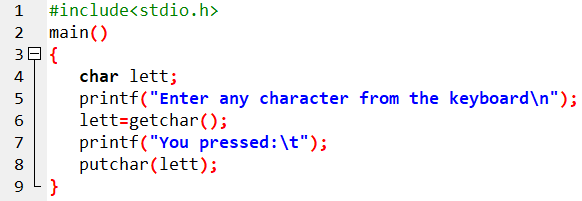 1 #include<stdio.h>
2 main()
3 {
4 char lett;
5 printf("Enter any character from the keyboard\n");
6 lett=getchar();
7 printf("You pressed:\t");
8 putchar(lett);
9 }